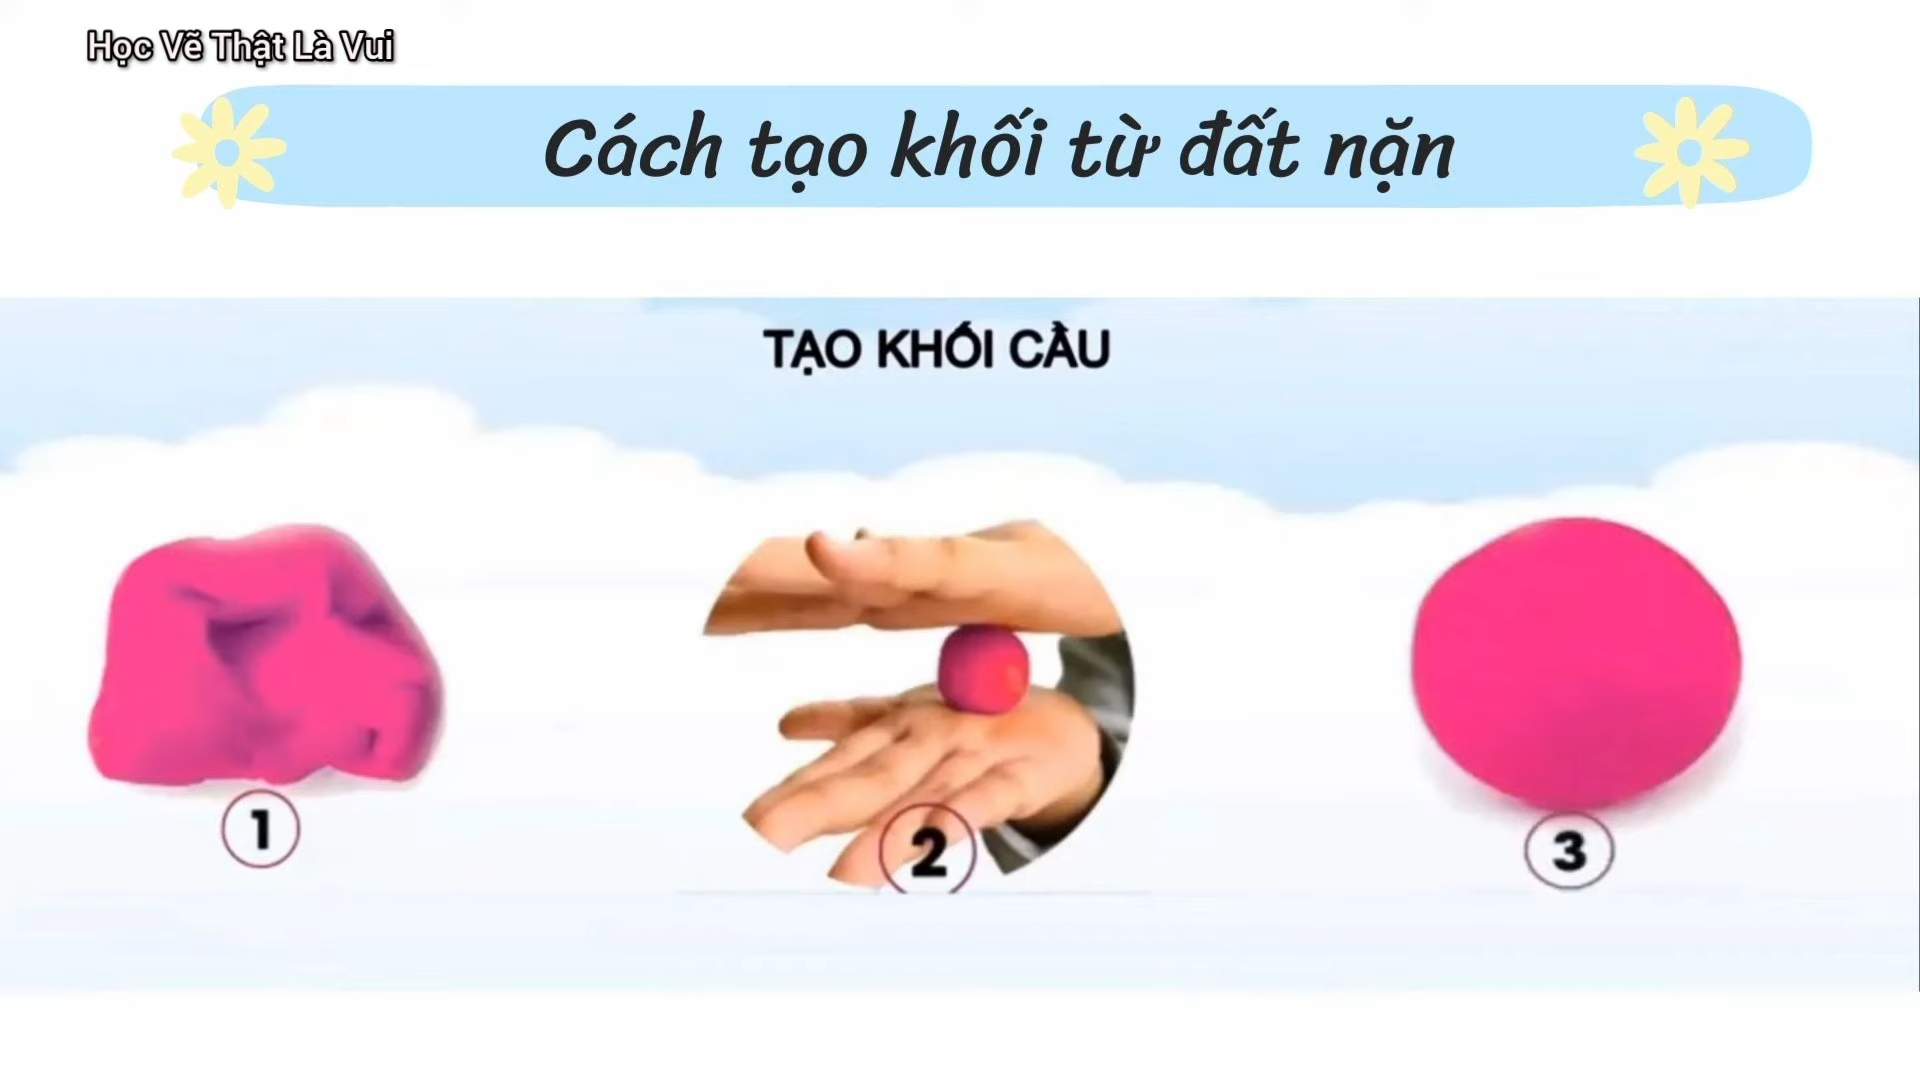 Học Vẽ Thật Là Vui
Cách tạo khối từ đất nặn
TẠO KHỐI CẦU
1
2
3